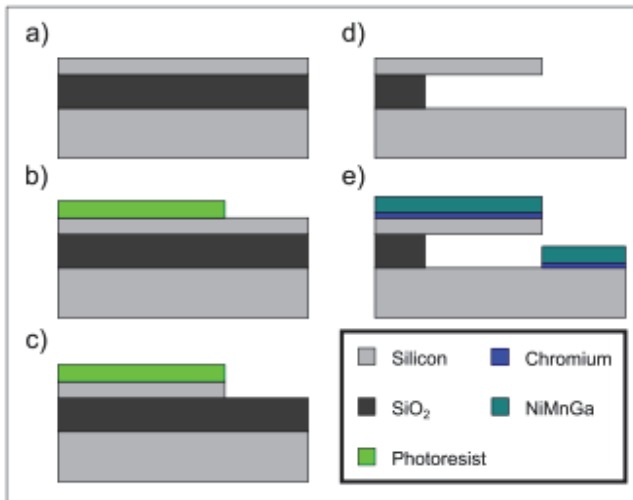 a)
b)
c)
d)
e)
Silicon
Chromium
SiO₂
NiMnGa
Photoresist